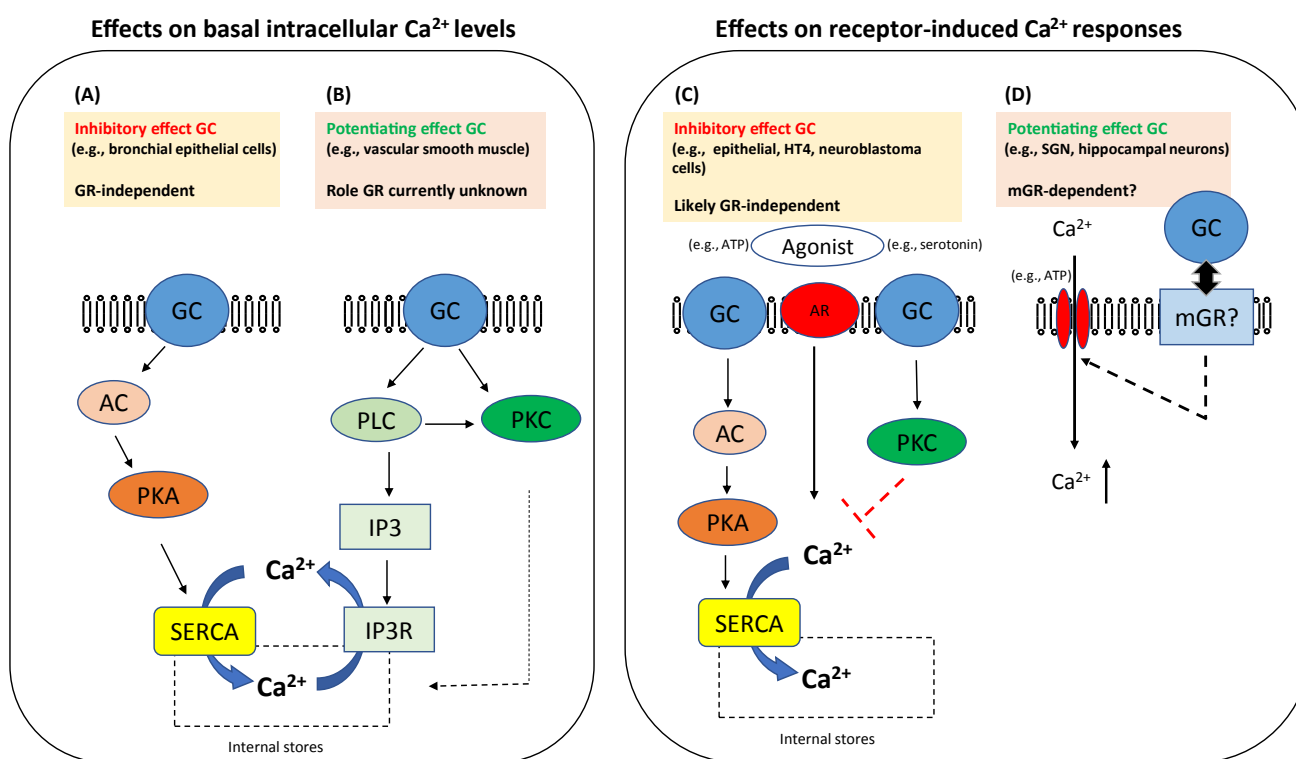 Effects on basal intracellular Ca²⁺ levels
(A)
Inhibitory effect GC
(e.g., bronchial epithelial cells)
GR-independent
(B)
Potentiating effect GC
(e.g., vascular smooth muscle)
Role GR currently unknown
GC
GC
AC
PLC
PKC
PKA
IP3
Ca²⁺
SERCA
IP3R
Ca²⁺
Internal stores
Effects on receptor-induced Ca²⁺ responses
(C)
Inhibitory effect GC
(e.g., epithelial, HT4, neuroblastoma
cells)
Likely GR-independent
(e.g., ATP)
Agonist
(e.g., serotonin)
GC
AR
GC
AC
PKC
PKA
Ca²⁺
SERCA
Ca²⁺
Internal stores
(D)
Potentiating effect GC
(e.g., SGN, hippocampal neurons)
mGR-dependent?
Ca²⁺
GC
(e.g., ATP)
mGR?
Ca²⁺